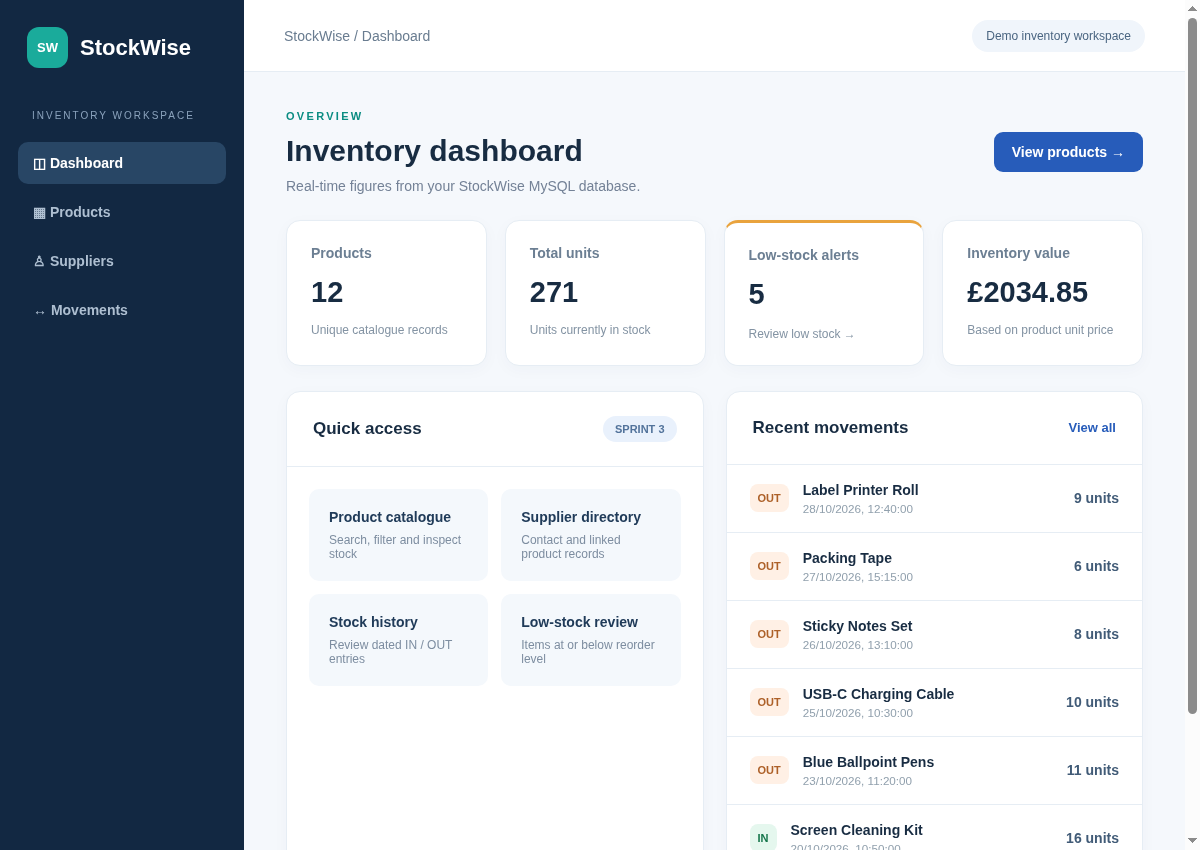 SW
StockWise
INVENTORY WORKSPACE
Dashboard
Products
Suppliers
↔ Movements
StockWise / Dashboard
Demo inventory workspace
OVERVIEW
Inventory dashboard
Real-time figures from your StockWise MySQL database.
View products →
Products
12
Unique catalogue records
Total units
271
Units currently in stock
Low-stock alerts
5
Review low stock →
Inventory value
£2034.85
Based on product unit price
Quick access
SPRINT 3
Product catalogue
Search, filter and inspect
stock
Supplier directory
Contact and linked
product records
Stock history
Review dated IN / OUT
entries
Low-stock review
Items at or below reorder
level
Recent movements
View all
OUT
Label Printer Roll
28/10/2026, 12:40:00
9 units
OUT
Packing Tape
27/10/2026, 15:15:00
6 units
OUT
Sticky Notes Set
26/10/2026, 13:10:00
8 units
OUT
USB-C Charging Cable
25/10/2026, 10:30:00
10 units
OUT
Blue Ballpoint Pens
23/10/2026, 11:20:00
11 units
IN
Screen Cleaning Kit
20/10/2026, 10:50:00
16 units